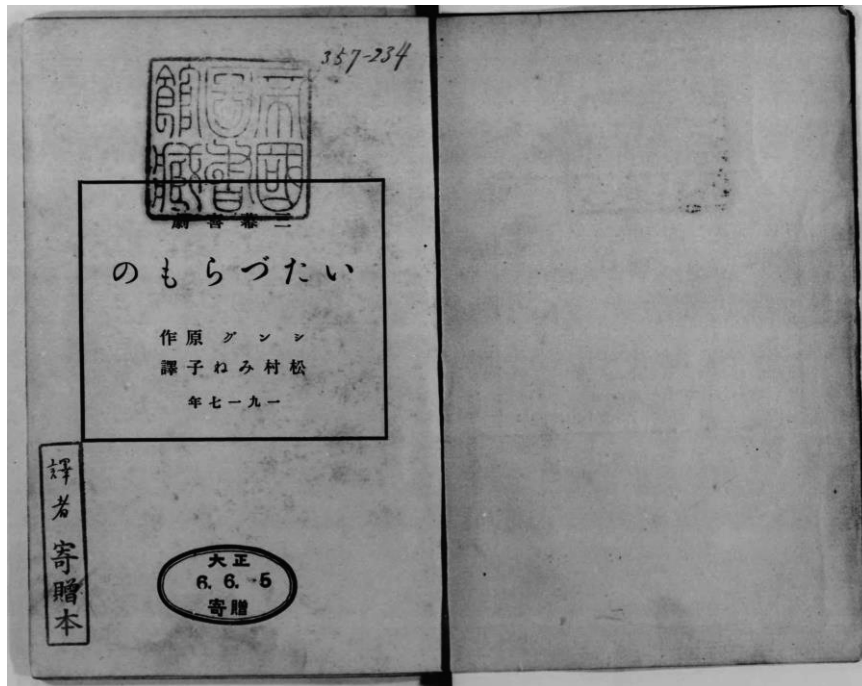 357-234
帝國圖書館藏
三幕喜劇
いたづらもの
シング原作
松村みね子譯
一九一七年
譯者寄贈本
大正
6. 6. 5
寄贈